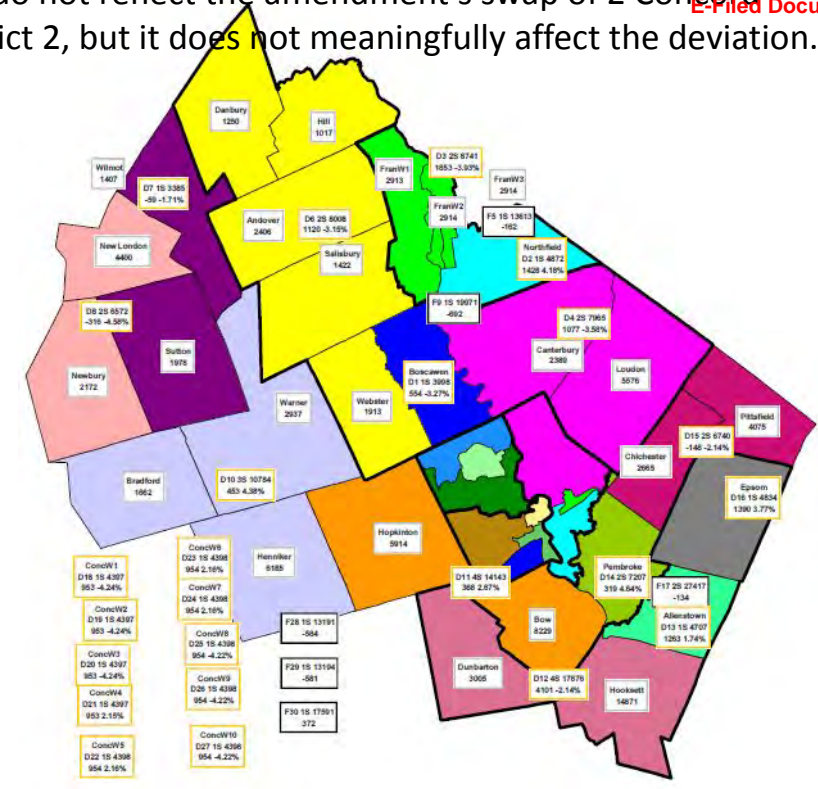 do not reflect the amendment's swap of 2 Concord
E-Filed Docu
ict 2, but it does not meaningfully affect the deviation.
Danbury
1250
Hill
1017
Wilmot
1407
D7 1S 3385
-59 -1.71%
FranW1
2913
D3 2S 8741
1853 -3.93%
FranW3
2914
FranW2
2914
F5 1S 13613
-162
Andover
2406
D6 2S 8008
1120 -3.15%
New London
4400
Northfield
D2 1S 4872
1428 4.18%
Salisbury
1422
D8 2S 6572
-316 -4.58%
F9 1S 19971
-692
D4 2S 7965
1077 -3.58%
Canterbury
2389
Sutton
1978
Newbury
2172
Boscawen
D1 1S 3998
554 -3.27%
Loudon
5576
Warner
2937
Webster
1913
Pittsfield
4075
D15 2S 6740
-148 -2.14%
Chichester
2665
Bradford
1662
D10 3S 10784
453 4.38%
Epsom
D16 1S 4834
1390 3.77%
Hopkinton
5914
Henniker
6185
ConcW1
D18 1S 4397
953 -4.24%
ConcW6
D23 1S 4398
954 2.16%
D11 4S 14143
368 2.67%
Pembroke
D14 2S 7207
319 4.64%
F17 2S 27417
-134
ConcW2
D19 1S 4397
953 -4.24%
ConcW7
D24 1S 4398
954 2.16%
Allenstown
D13 1S 4707
1263 1.74%
F28 1S 13191
-584
Bow
8229
ConcW3
D20 1S 4397
953 -4.24%
ConcW8
D25 1S 4398
954 -4.22%
F29 1S 13194
-581
Dunbarton
3005
D12 4S 17876
4101 -2.14%
Hooksett
14871
ConcW4
D21 1S 4397
953 2.15%
ConcW9
D26 1S 4398
954 -4.22%
F30 1S 17591
372
ConcW5
D22 1S 4398
954 2.16%
ConcW10
D27 1S 4398
954 -4.22%